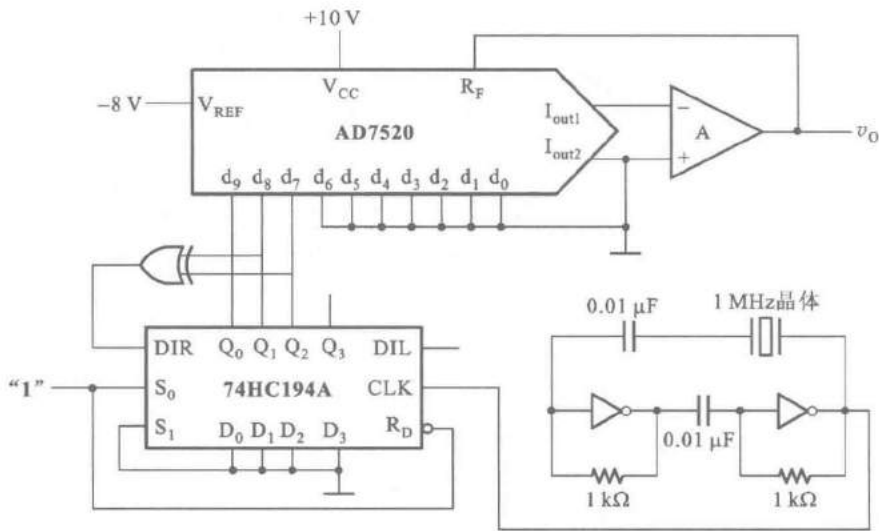 +10 V
−8 V
V_REF
V_CC
R_F
I_out1
I_out2
AD7520
A
−
+
v_O
d_9 d_8 d_7 d_6 d_5 d_4 d_3 d_2 d_1 d_0
DIR Q_0 Q_1 Q_2 Q_3 DIL
"1"
S_0 74HC194A CLK
S_1 D_0 D_1 D_2 D_3 R_D
0.01 μF
1 MHz晶体
0.01 μF
1 kΩ
1 kΩ